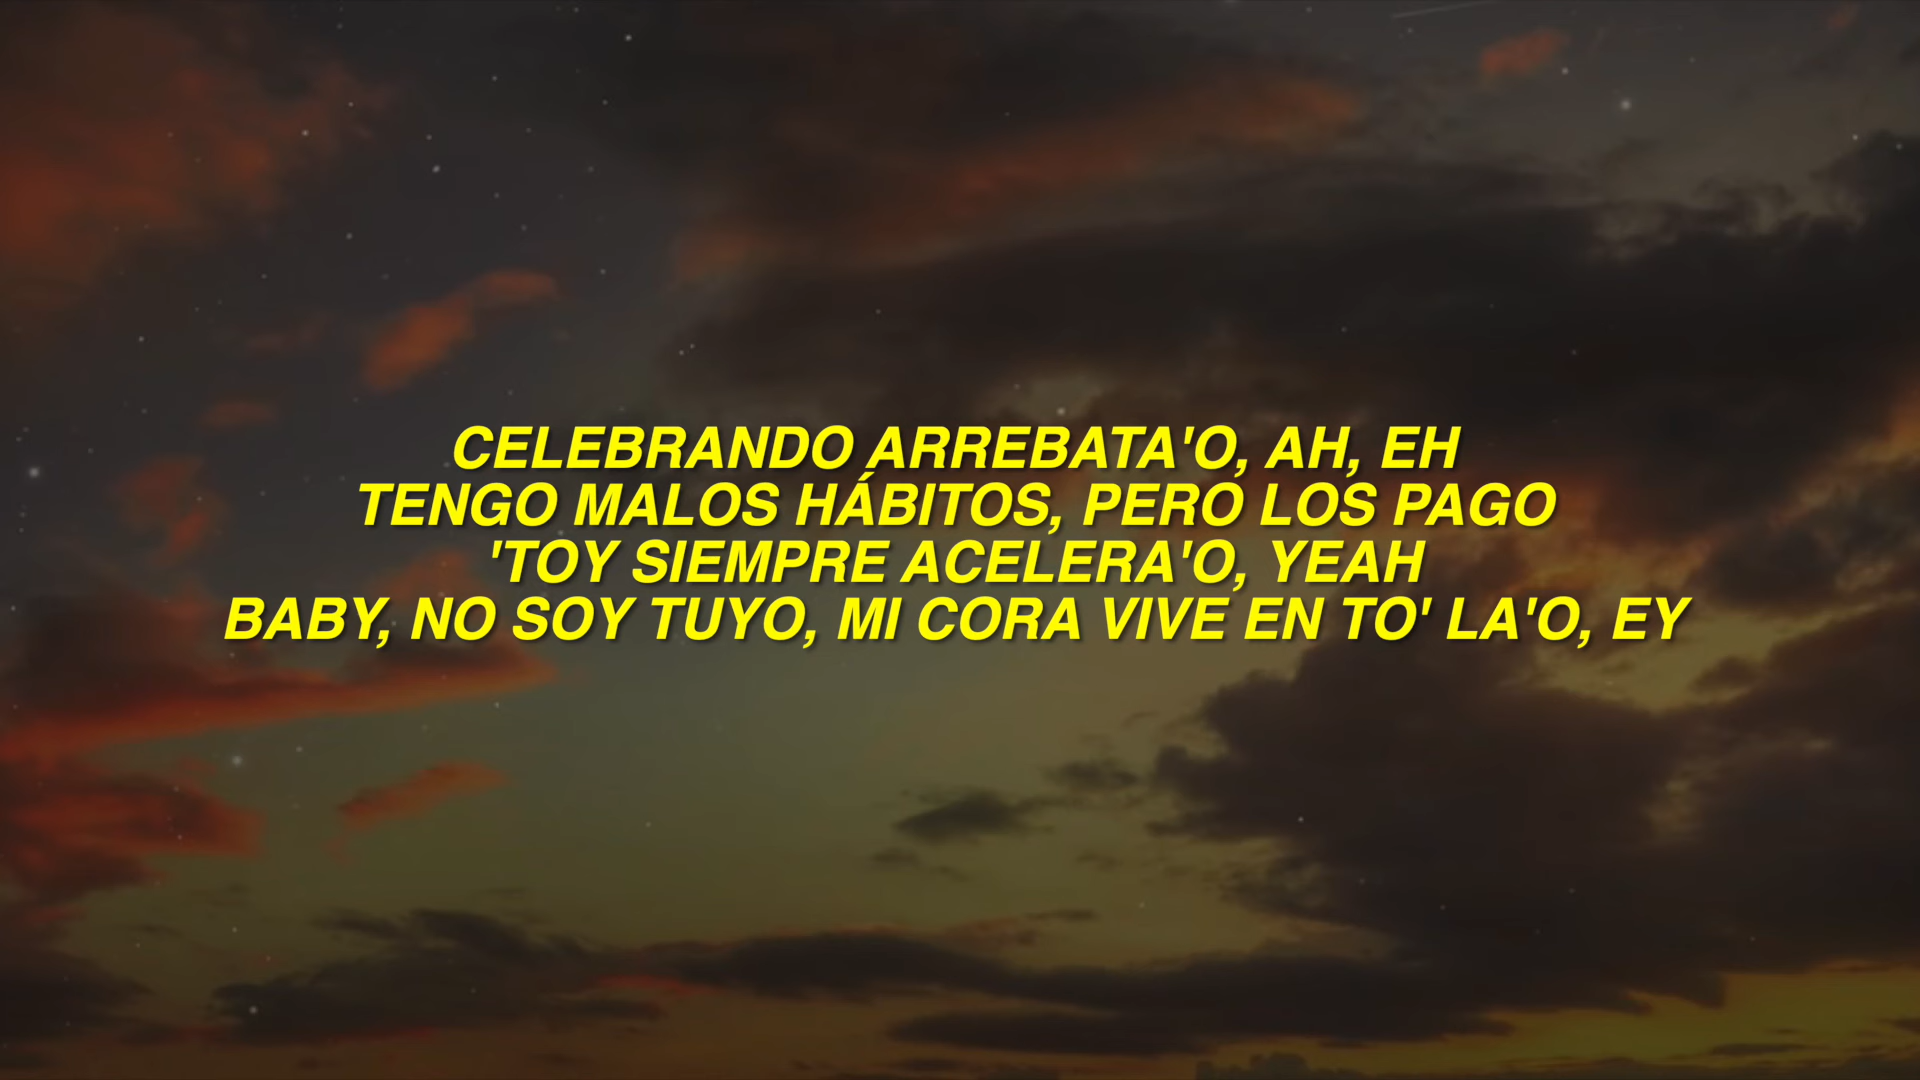 CELEBRANDO ARREBATA'O, AH, EH
TENGO MALOS HÁBITOS, PERO LOS PAGO
'TOY SIEMPRE ACELERA'O, YEAH
BABY, NO SOY TUYO, MI CORA VIVE EN TO' LA'O, EY